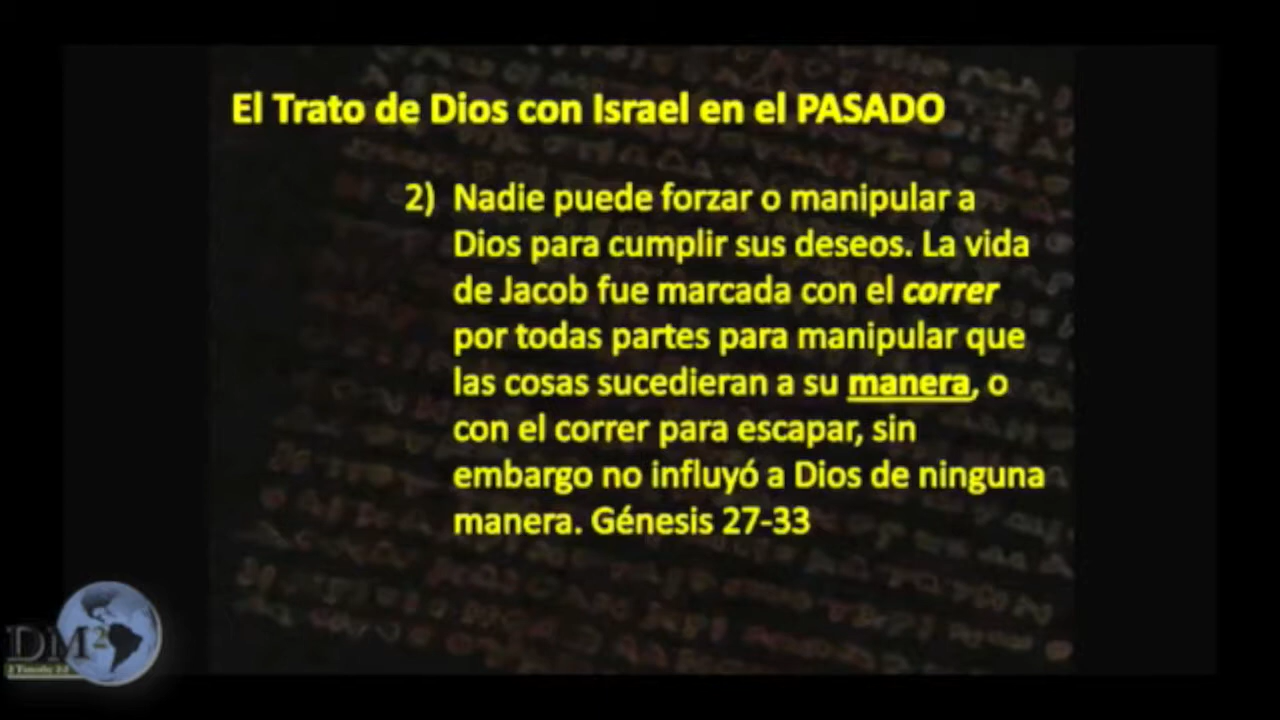 El Trato de Dios con Israel en el PASADO
2) Nadie puede forzar o manipular a
Dios para cumplir sus deseos. La vida
de Jacob fue marcada con el correr
por todas partes para manipular que
las cosas sucedieran a su manera, o
con el correr para escapar, sin
embargo no influyó a Dios de ninguna
manera. Génesis 27-33
DM2